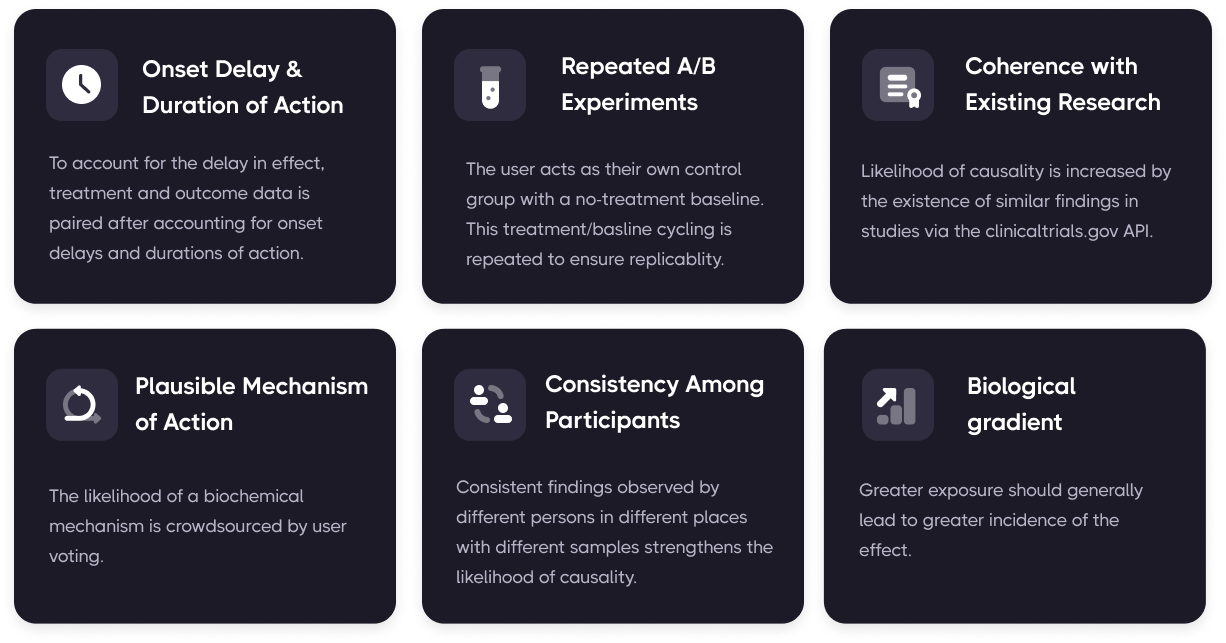 Onset Delay &
Duration of Action
To account for the delay in effect,
treatment and outcome data is
paired after accounting for onset
delays and durations of action.
Repeated A/B
Experiments
The user acts as their own control
group with a no-treatment baseline.
This treatment/basline cycling is
repeated to ensure replicablity.
Coherence with
Existing Research
Likelihood of causality is increased by
the existence of similar findings in
studies via the clinicaltrials.gov API.
Plausible Mechanism
of Action
The likelihood of a biochemical
mechanism is crowdsourced by user
voting.
Consistency Among
Participants
Consistent findings observed by
different persons in different places
with different samples strengthens the
likelihood of causality.
Biological
gradient
Greater exposure should generally
lead to greater incidence of the
effect.